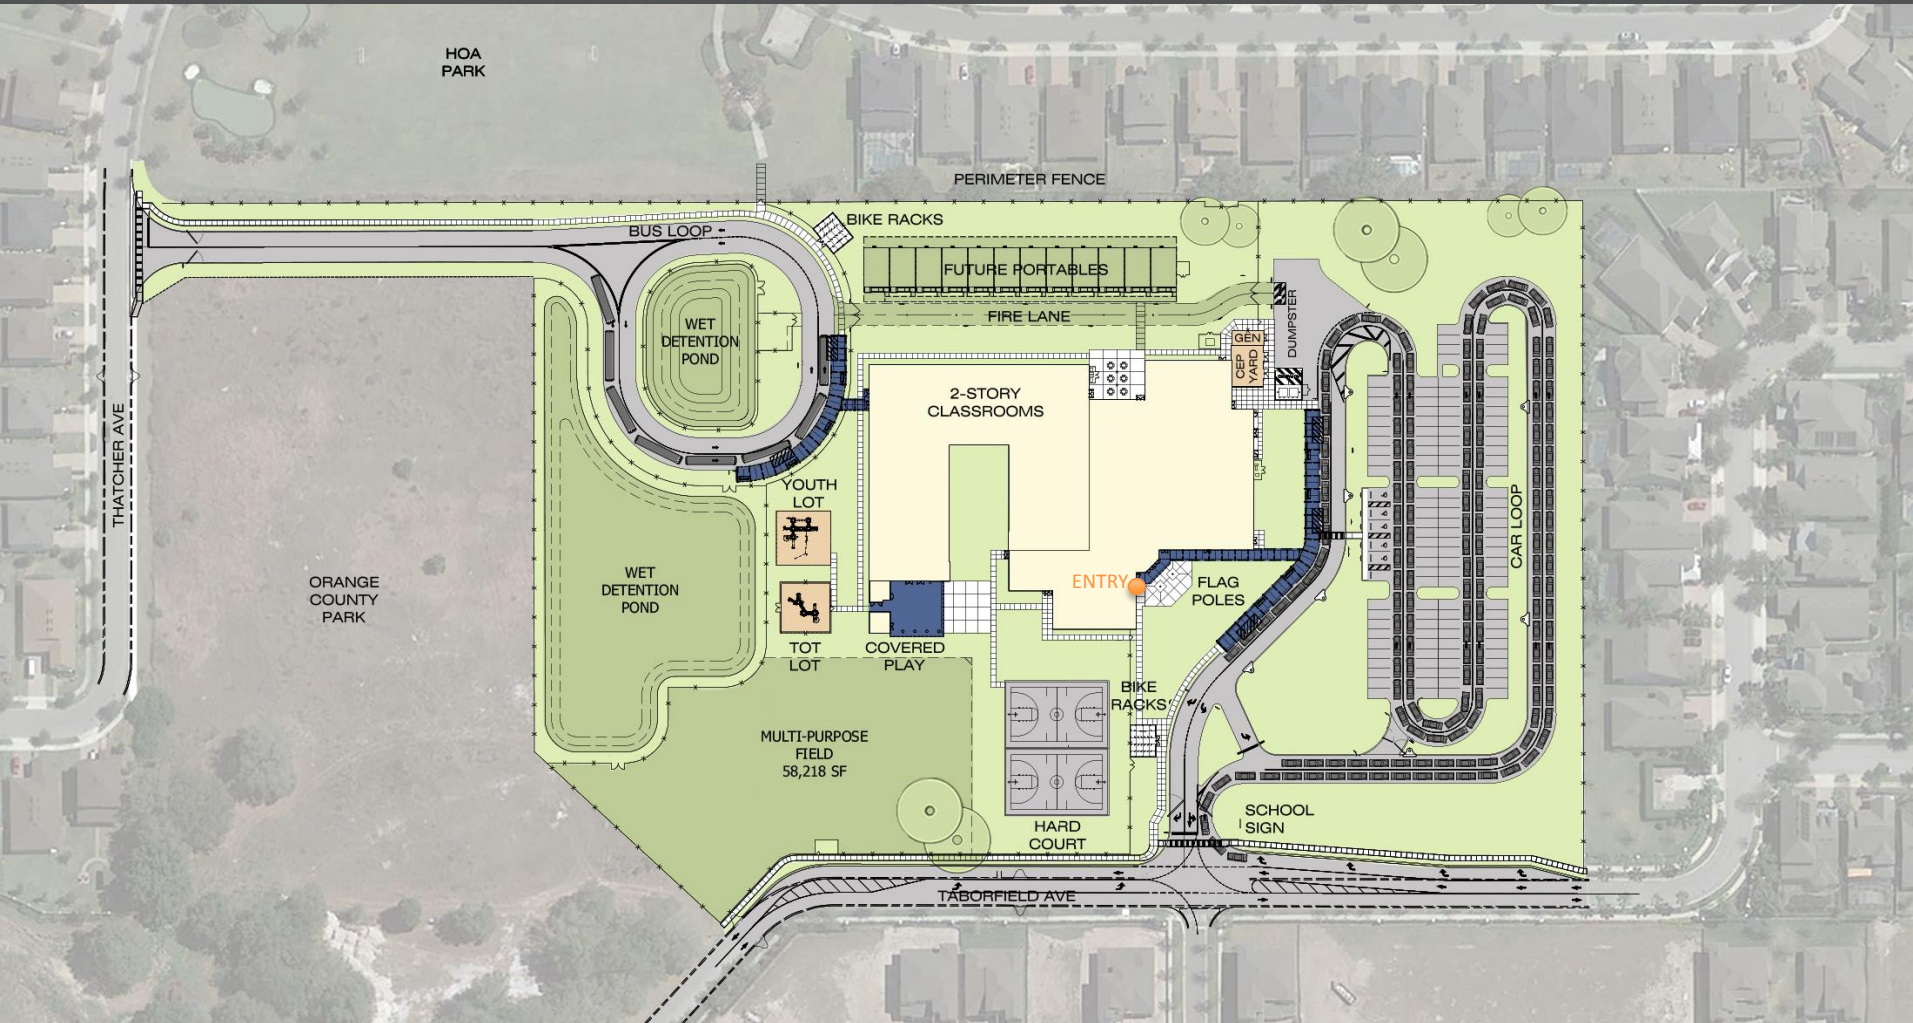 HOA
PARK
PERIMETER FENCE
BIKE RACKS
BUS LOOP
FUTURE PORTABLES
FIRE LANE
DUMPSTER
WET
DETENTION
POND
GEN
CEP
YARD
2-STORY
CLASSROOMS
THATCHER AVE
YOUTH
LOT
CAR LOOP
ORANGE
COUNTY
PARK
WET
DETENTION
POND
ENTRY
FLAG
POLES
TOT
LOT
COVERED
PLAY
BIKE
RACKS
MULTI-PURPOSE
FIELD
58,218 SF
HARD
COURT
SCHOOL
SIGN
TABORFIELD AVE